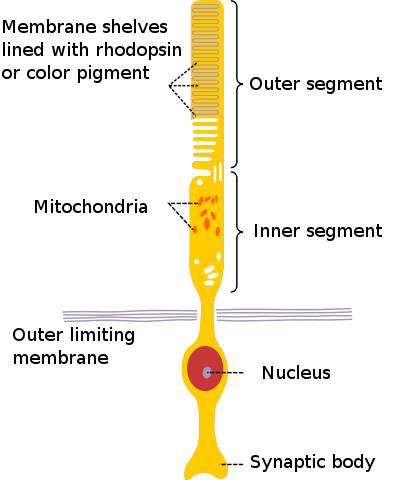 Membrane shelves
lined with rhodopsin
or color pigment
Outer segment
Mitochondria
Inner segment
Outer limiting
membrane
Nucleus
Synaptic body